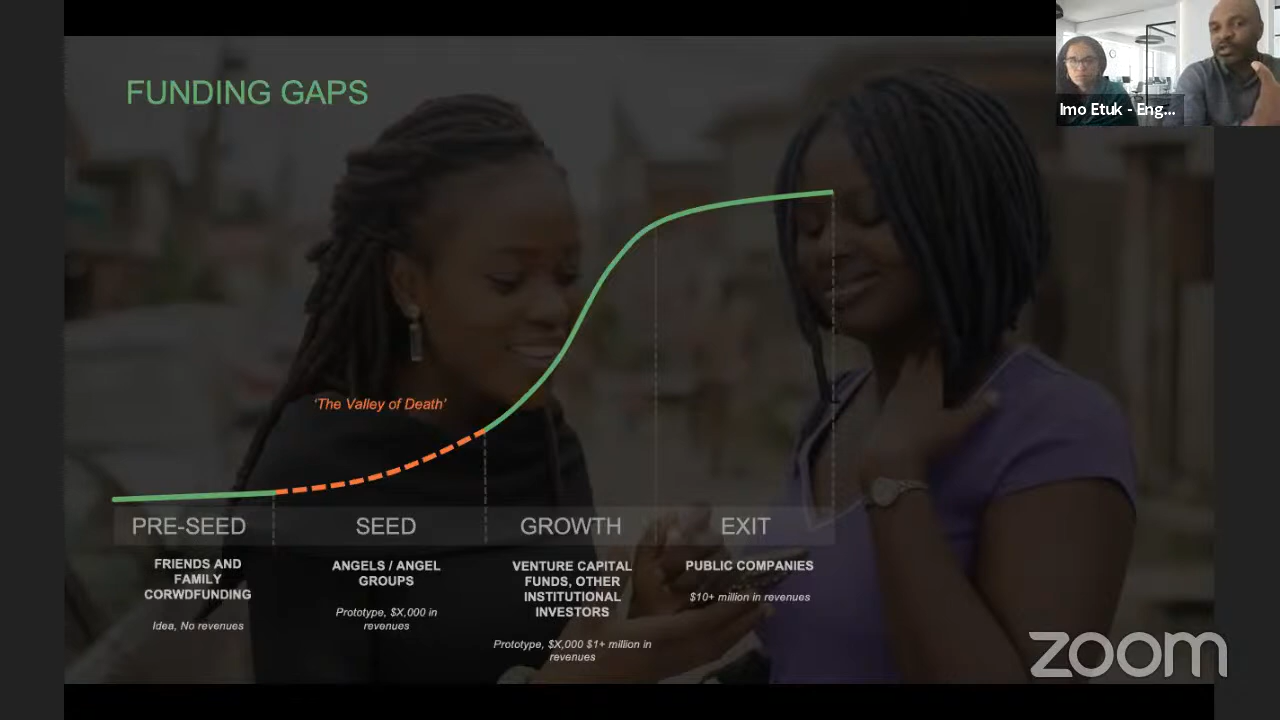 FUNDING GAPS
Imo Etuk - Eng...
'The Valley of Death'
PRE-SEED
SEED
GROWTH
EXIT
FRIENDS AND
FAMILY
CORWDFUNDING
Idea, No revenues
ANGELS / ANGEL
GROUPS
Prototype, $X,000 in
revenues
VENTURE CAPITAL
FUNDS, OTHER
INSTITUTIONAL
INVESTORS
Prototype, $X,000 $1+ million in
revenues
PUBLIC COMPANIES
$10+ million in revenues
zoom